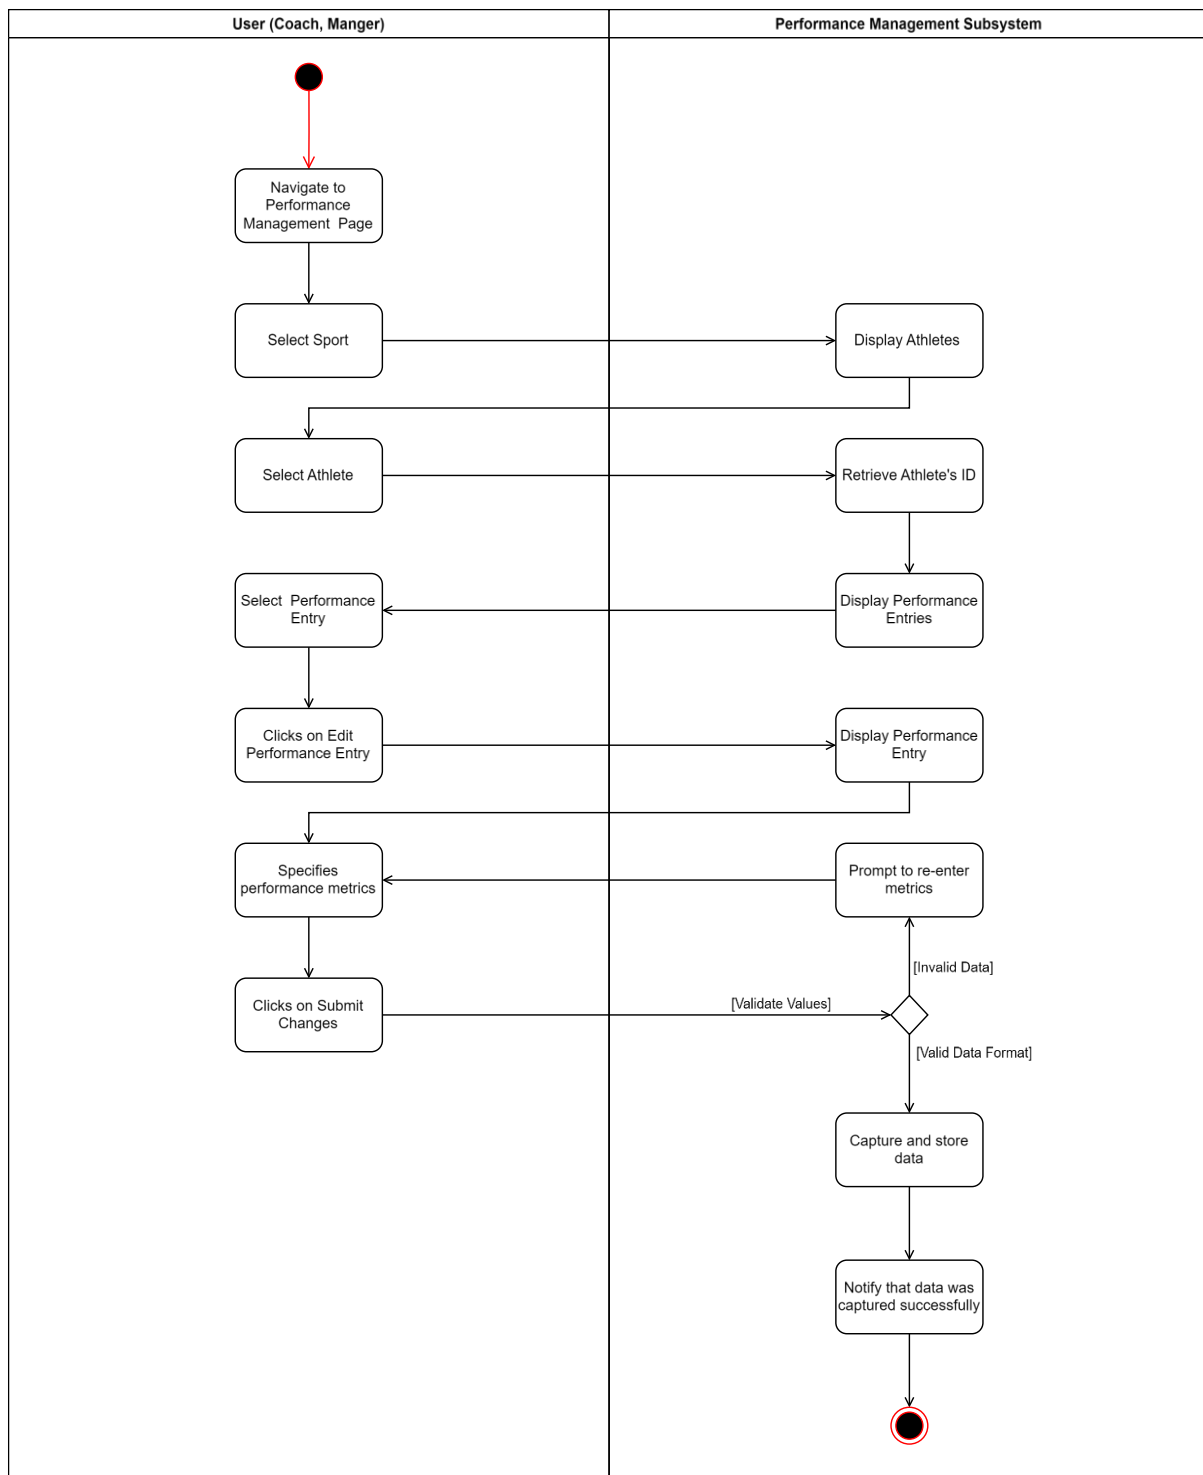 User (Coach, Manger)
Performance Management Subsystem
Navigate to
Performance
Management  Page
Select Sport
Display Athletes
Select Athlete
Retrieve Athlete's ID
Select  Performance
Entry
Display Performance
Entries
Clicks on Edit
Performance Entry
Display Performance
Entry
Specifies
performance metrics
Prompt to re-enter
metrics
[Invalid Data]
Clicks on Submit
Changes
[Validate Values]
[Valid Data Format]
Capture and store
data
Notify that data was
captured successfully